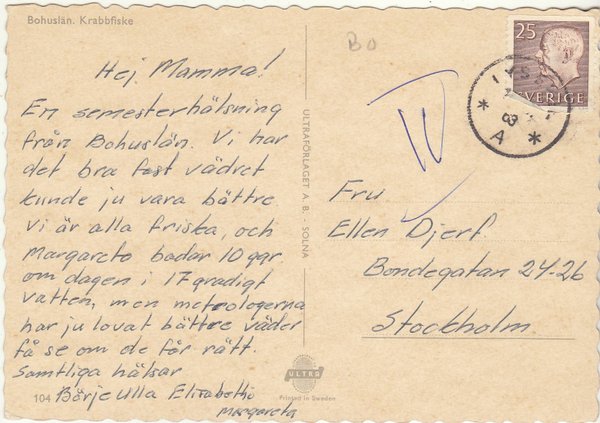 Bohuslän. Krabbfiske
Hej Mamma!
En semesterhälsning
från Bohuslän. Vi har
det bra fast vädret
kunde ju vara bättre.
Vi är alla friska, och
Margareta badar 10 ggr
om dagen i 17 gradigt
vatten, men metrologerna
har ju lovat bättre väder
få se om de får rätt.
Samtliga hälsar
Börje Ulla Elisabeth o
Margareta
104
ULTRAFÖRLAGET A. B. SOLNA
ULTRA
Printed in Sweden
BO
25
SVERIGE
A
Fru
Ellen Djerf
Bondegatan 24-26
Stockholm